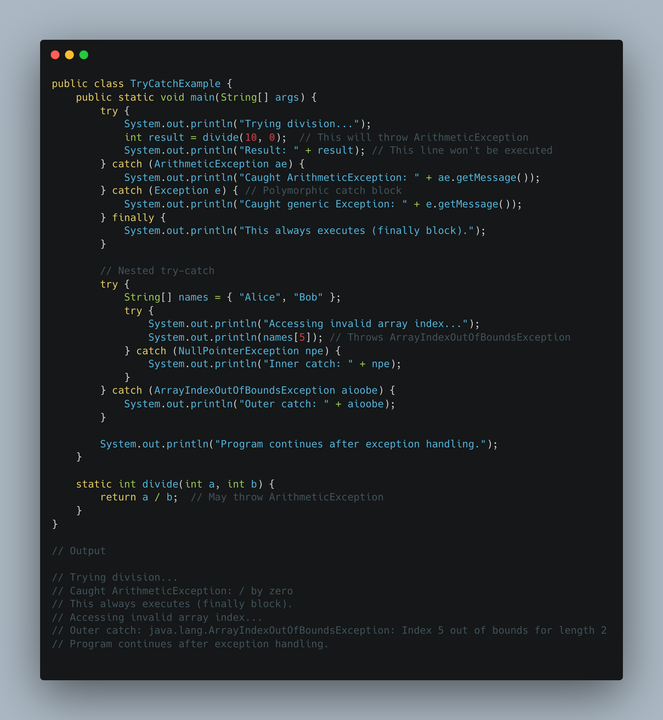 public class TryCatchExample {
    public static void main(String[] args) {
        try {
            System.out.println("Trying division...");
            int result = divide(10, 0);  // This will throw ArithmeticException
            System.out.println("Result: " + result); // This line won't be executed
        } catch (ArithmeticException ae) {
            System.out.println("Caught ArithmeticException: " + ae.getMessage());
        } catch (Exception e) { // Polymorphic catch block
            System.out.println("Caught generic Exception: " + e.getMessage());
        } finally {
            System.out.println("This always executes (finally block).");
        }

        // Nested try-catch
        try {
            String[] names = { "Alice", "Bob" };
            try {
                System.out.println("Accessing invalid array index...");
                System.out.println(names[5]); // Throws ArrayIndexOutOfBoundsException
            } catch (NullPointerException npe) {
                System.out.println("Inner catch: " + npe);
            }
        } catch (ArrayIndexOutOfBoundsException aioobe) {
            System.out.println("Outer catch: " + aioobe);
        }

        System.out.println("Program continues after exception handling.");
    }

    static int divide(int a, int b) {
        return a / b;  // May throw ArithmeticException
    }
}

// Output

// Trying division...
// Caught ArithmeticException: / by zero
// This always executes (finally block).
// Accessing invalid array index...
// Outer catch: java.lang.ArrayIndexOutOfBoundsException: Index 5 out of bounds for length 2
// Program continues after exception handling.